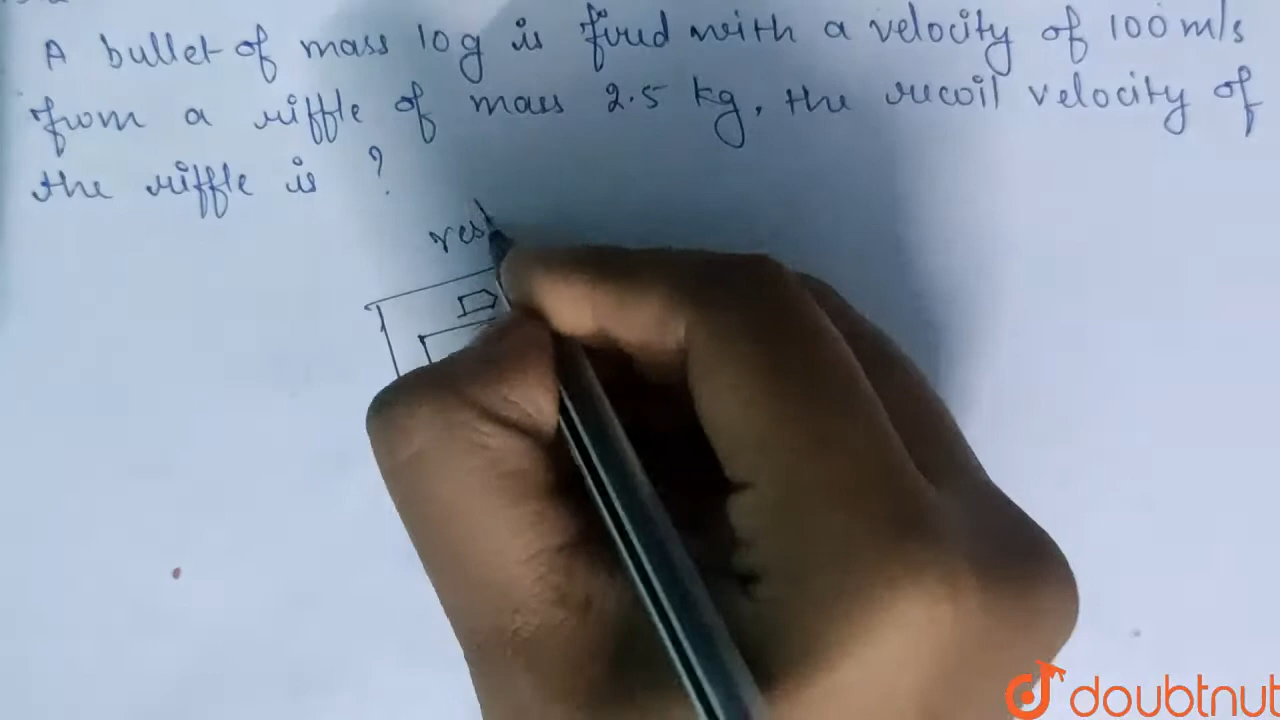 A bullet of mass 10g is fired with a velocity of 100 m/s
from a riffle of mass 2.5 kg, the recoil velocity of
the riffle is ?
res
doubtnut